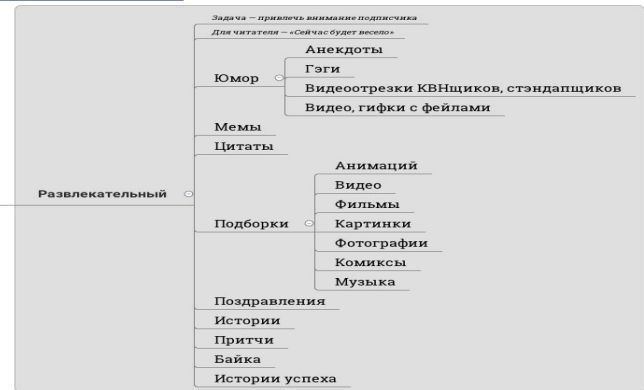 Задача — привлечь внимание подписчика
Для читателя — «Сейчас будет весело»
Юмор
Анекдоты
Гэги
Видеоотрезки КВНщиков, стэндапщиков
Видео, гифки с фейлами
Мемы
Цитаты
Развлекательный
Подборки
Анимаций
Видео
Фильмы
Картинки
Фотографии
Комиксы
Музыка
Поздравления
Истории
Притчи
Байка
Истории успеха